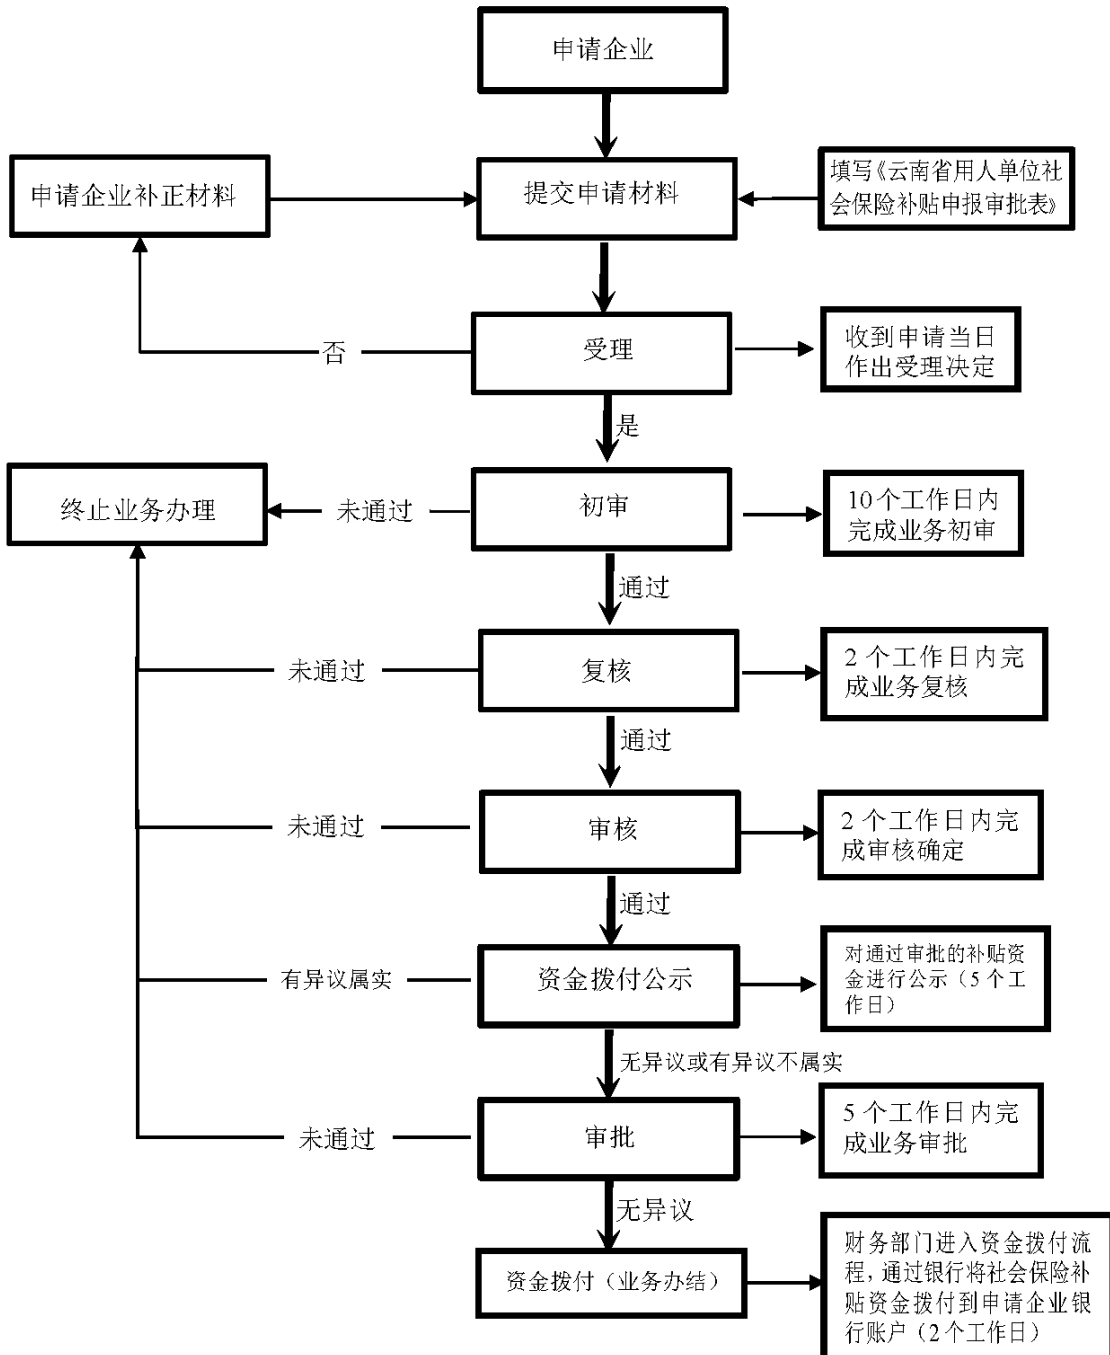 申请企业
申请企业补正材料
提交申请材料
填写《云南省用人单位社
会保险补贴申报审批表》
否
受理
收到申请当日
作出受理决定
是
终止业务办理
未通过
初审
10个工作日内
完成业务初审
通过
未通过
复核
2 个工作日内完
成业务复核
通过
未通过
审核
2 个工作日内完
成审核确定
通过
有异议属实
资金拨付公示
对通过审批的补贴资
金进行公示（5 个工
作日）
无异议或有异议不属实
未通过
审批
5 个工作日内完
成业务审批
无异议
资金拨付（业务办结）
财务部门进入资金拨付流
程，通过银行将社会保险补
贴资金拨付到申请企业银
行账户（2个工作日）